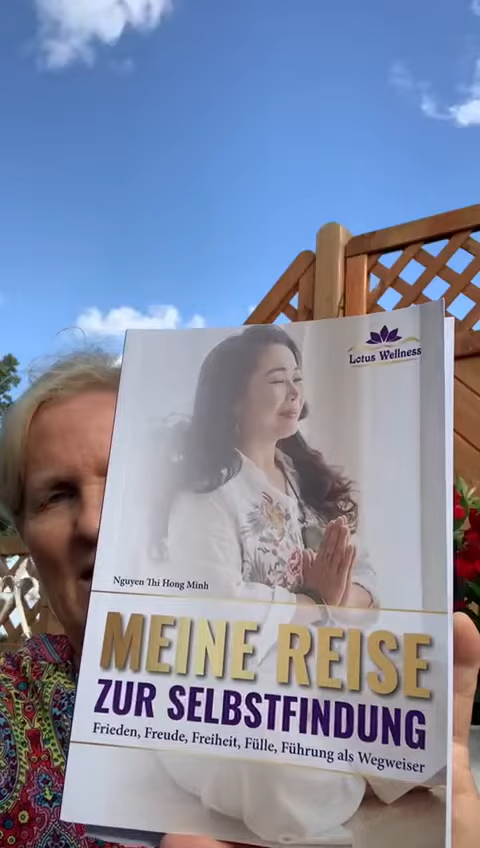 Lotus Wellness
Nguyen Thi Hong Minh
MEINE REISE
ZUR SELBSTFINDUNG
Frieden, Freude, Freiheit, Fülle, Führung als Wegweiser